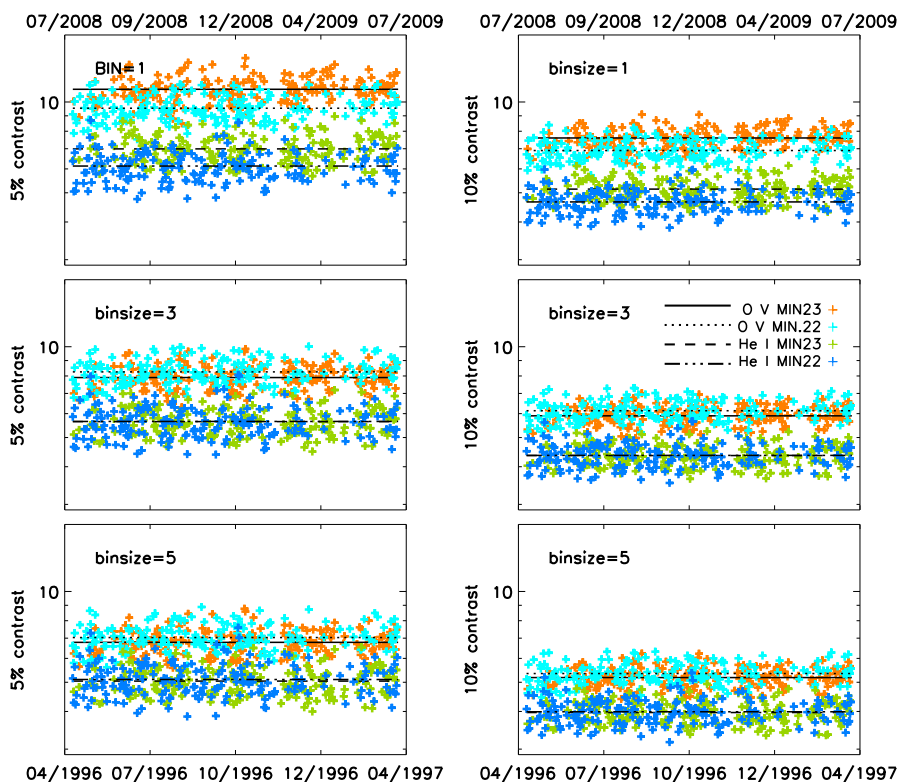 07/2008 09/2008 12/2008 04/2009 07/2009
07/2008 09/2008 12/2008 04/2009 07/2009
BIN=1
10
5% contrast
binsize=1
10
10% contrast
binsize=3
10
5% contrast
binsize=3
10
10% contrast
O V MIN23
O V MIN.22
He I MIN23
He I MIN22
binsize=5
10
5% contrast
binsize=5
10
10% contrast
04/1996 07/1996 10/1996 12/1996 04/1997
04/1996 07/1996 10/1996 12/1996 04/1997